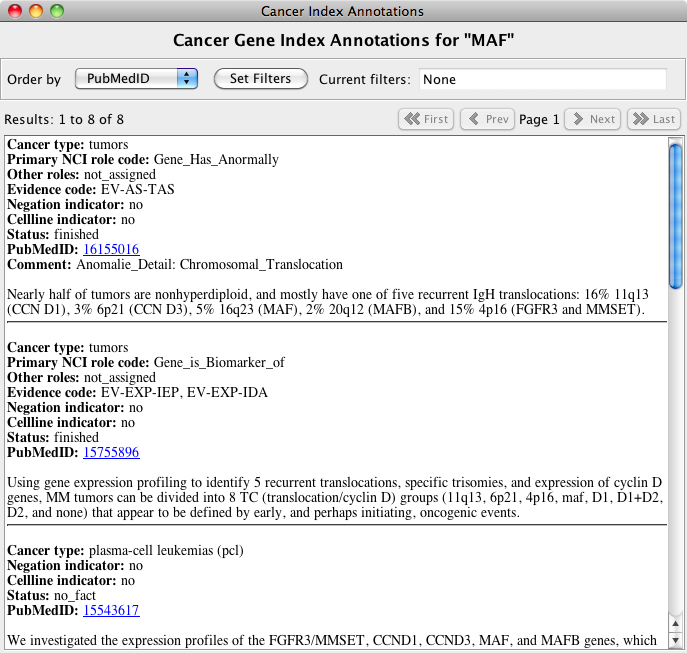 Cancer Index Annotations
Cancer Gene Index Annotations for "MAF"
Order by PubMedID Set Filters Current filters: None
Results: 1 to 8 of 8 First Prev Page 1 Next Last
Cancer type: tumors
Primary NCI role code: Gene_Has_Anormally
Other roles: not_assigned
Evidence code: EV-AS-TAS
Negation indicator: no
Cellline indicator: no
Status: finished
PubMedID: 16155016
Comment: Anomalie_Detail: Chromosomal_Translocation
Nearly half of tumors are nonhyperdiploid, and mostly have one of five recurrent IgH translocations: 16% 11q13
(CCN D1), 3% 6p21 (CCN D3), 5% 16q23 (MAF), 2% 20q12 (MAFB), and 15% 4p16 (FGFR3 and MMSET).
Cancer type: tumors
Primary NCI role code: Gene_is_Biomarker_of
Other roles: not_assigned
Evidence code: EV-EXP-IEP, EV-EXP-IDA
Negation indicator: no
Cellline indicator: no
Status: finished
PubMedID: 15755896
Using gene expression profiling to identify 5 recurrent translocations, specific trisomies, and expression of cyclin D
genes, MM tumors can be divided into 8 TC (translocation/cyclin D) groups (11q13, 6p21, 4p16, maf, D1, D1+D2,
D2, and none) that appear to be defined by early, and perhaps initiating, oncogenic events.
Cancer type: plasma-cell leukemias (pcl)
Negation indicator: no
Cellline indicator: no
Status: no_fact
PubMedID: 15543617
We investigated the expression profiles of the FGFR3/MMSET, CCND1, CCND3, MAF, and MAFB genes, which